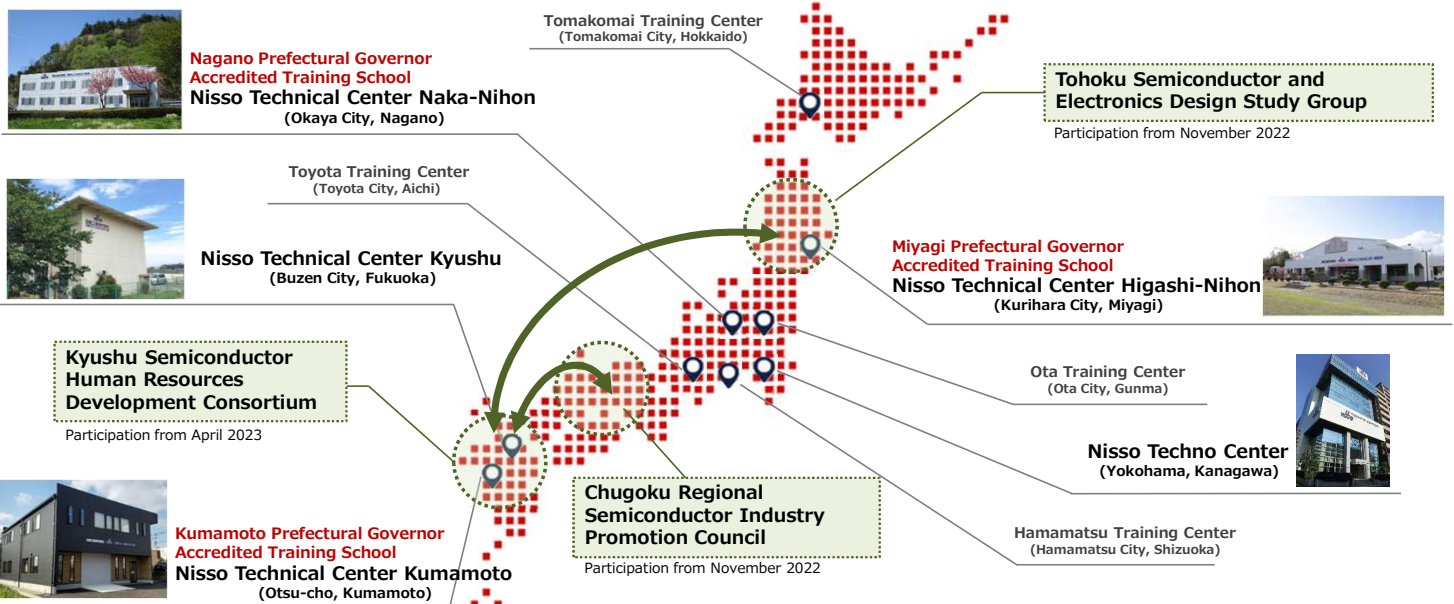 Tomakomai Training Center
(Tomakomai City, Hokkaido)
Nagano Prefectural Governor
Accredited Training School
Nisso Technical Center Naka-Nihon
(Okaya City, Nagano)
Tohoku Semiconductor and
Electronics Design Study Group
Participation from November 2022
Toyota Training Center
(Toyota City, Aichi)
Nisso Technical Center Kyushu
(Buzen City, Fukuoka)
Miyagi Prefectural Governor
Accredited Training School
Nisso Technical Center Higashi-Nihon
(Kurihara City, Miyagi)
Kyushu Semiconductor
Human Resources
Development Consortium
Participation from April 2023
Ota Training Center
(Ota City, Gunma)
Nisso Techno Center
(Yokohama, Kanagawa)
Chugoku Regional
Semiconductor Industry
Promotion Council
Participation from November 2022
Hamamatsu Training Center
(Hamamatsu City, Shizuoka)
Kumamoto Prefectural Governor
Accredited Training School
Nisso Technical Center Kumamoto
(Otsu-cho, Kumamoto)